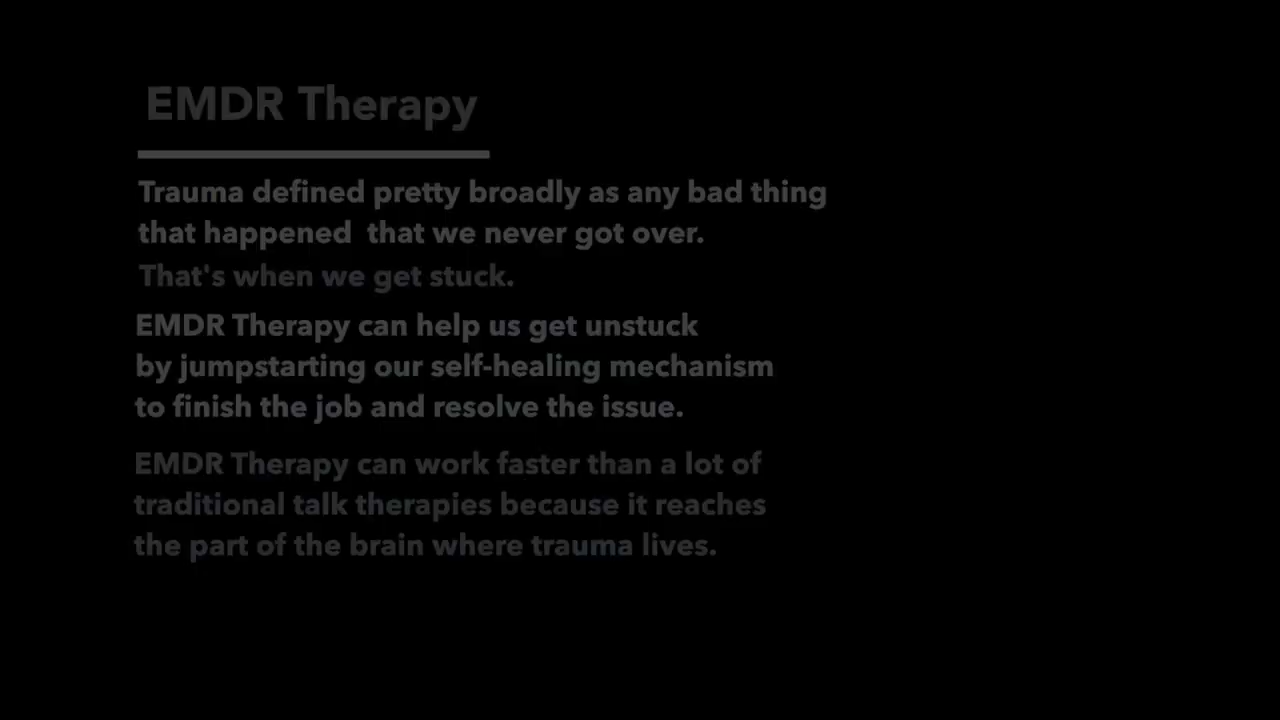 EMDR Therapy
Trauma defined pretty broadly as any bad thing
that happened  that we never got over.
That's when we get stuck.
EMDR Therapy can help us get unstuck
by jumpstarting our self-healing mechanism
to finish the job and resolve the issue.
EMDR Therapy can work faster than a lot of
traditional talk therapies because it reaches
the part of the brain where trauma lives.